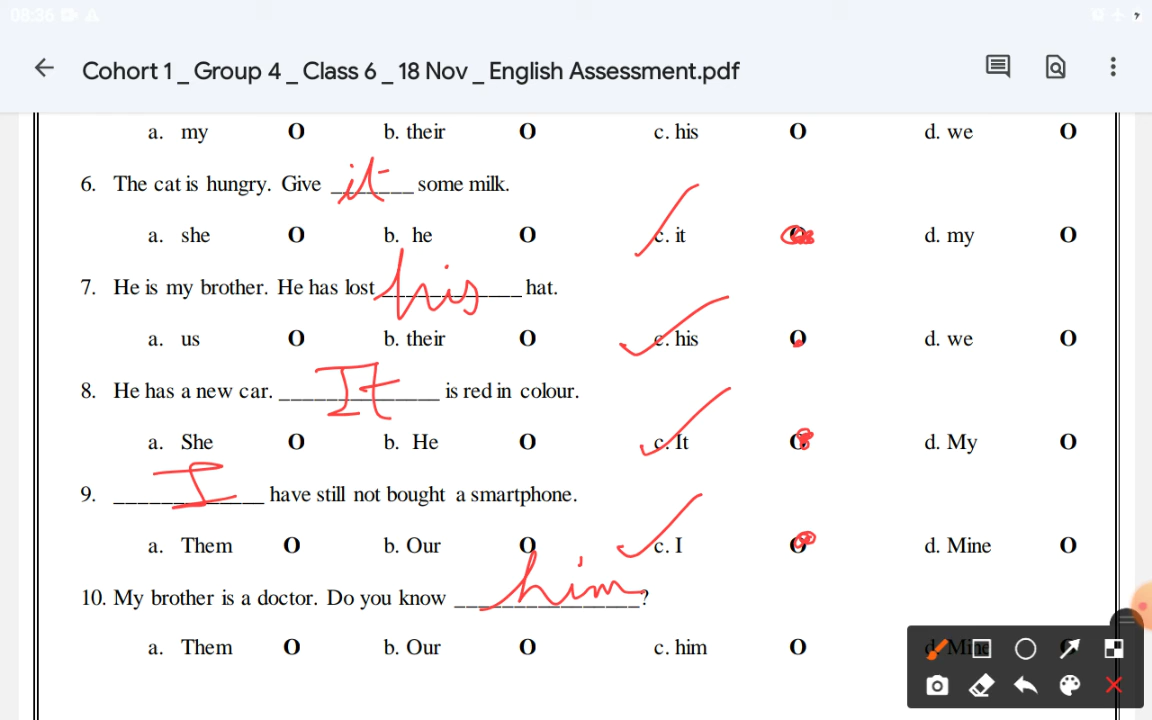 08:36
Cohort 1 _ Group 4 _ Class 6 _ 18 Nov _ English Assessment.pdf
a. my O b. their O c. his O d. we O
6. The cat is hungry. Give it some milk.
a. she O b. he O c. it O d. my O
7. He is my brother. He has lost his hat.
a. us O b. their O c. his O d. we O
8. He has a new car. It is red in colour.
a. She O b. He O c. It O d. My O
9. I have still not bought a smartphone.
a. Them O b. Our O c. I O d. Mine O
10. My brother is a doctor. Do you know him ?
a. Them O b. Our O c. him O d. Mine